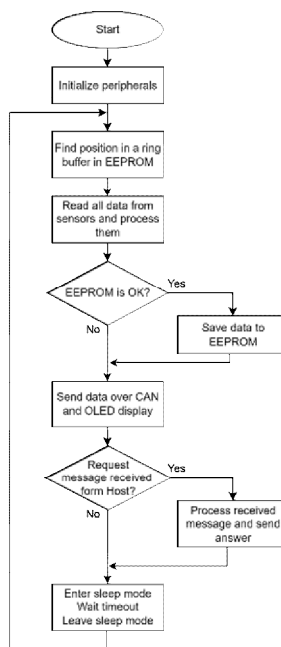 Start
Initialize peripherals
Find position in a ring
buffer in EEPROM
Read all data from
sensors and process
them
EEPROM is OK?
Yes
No
Save data to
EEPROM
Send data over CAN
and OLED display
Request
message received
form Host?
Yes
No
Process received
message and send
answer
Enter sleep mode
Wait timeout
Leave sleep mode